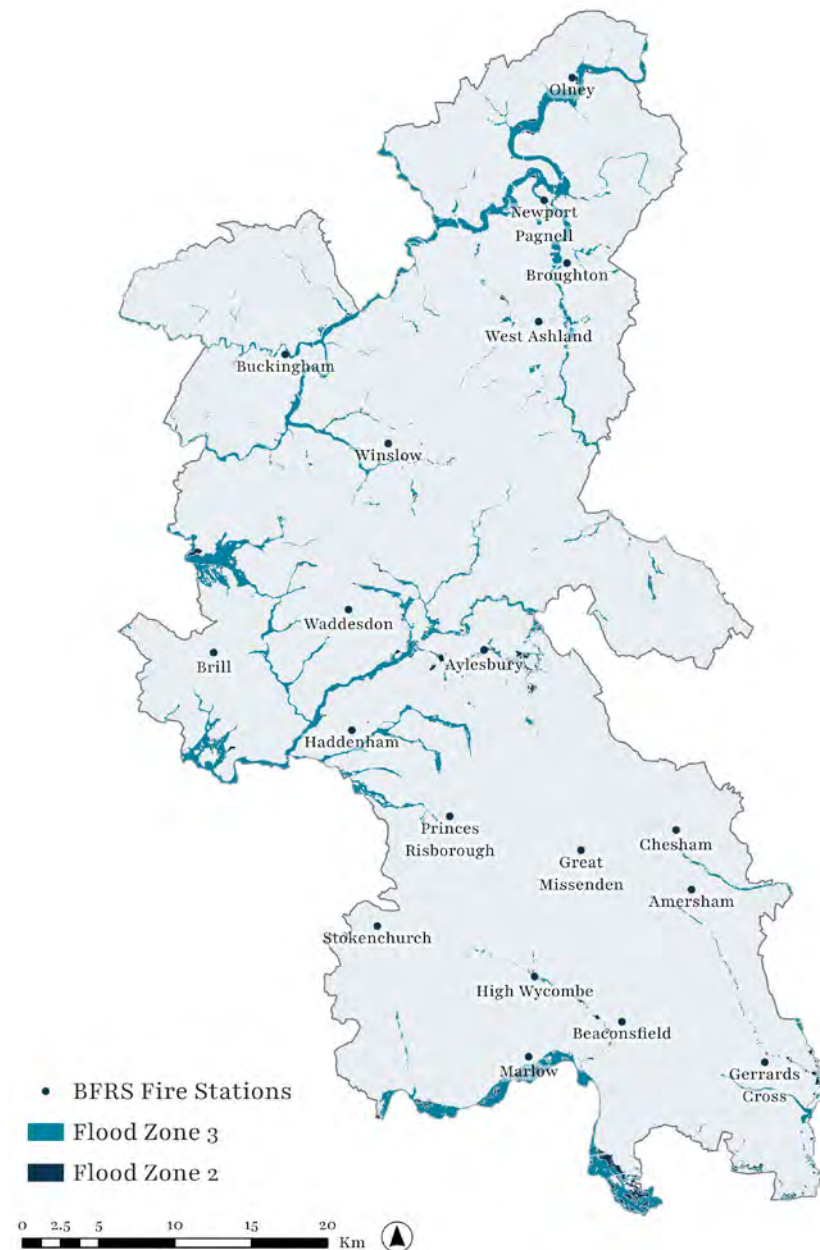 Olney
Newport
Pagnell
Broughton
West Ashland
Buckingham
Winslow
Waddesdon
Brill
Aylesbury
Haddenham
Princes
Risborough
Chesham
Great
Missenden
Amersham
Stokenchurch
High Wycombe
Beaconsfield
Marlow
Gerrards
Cross
BFRS Fire Stations
Flood Zone 3
Flood Zone 2
0 2.5 5 10 15 20
Km